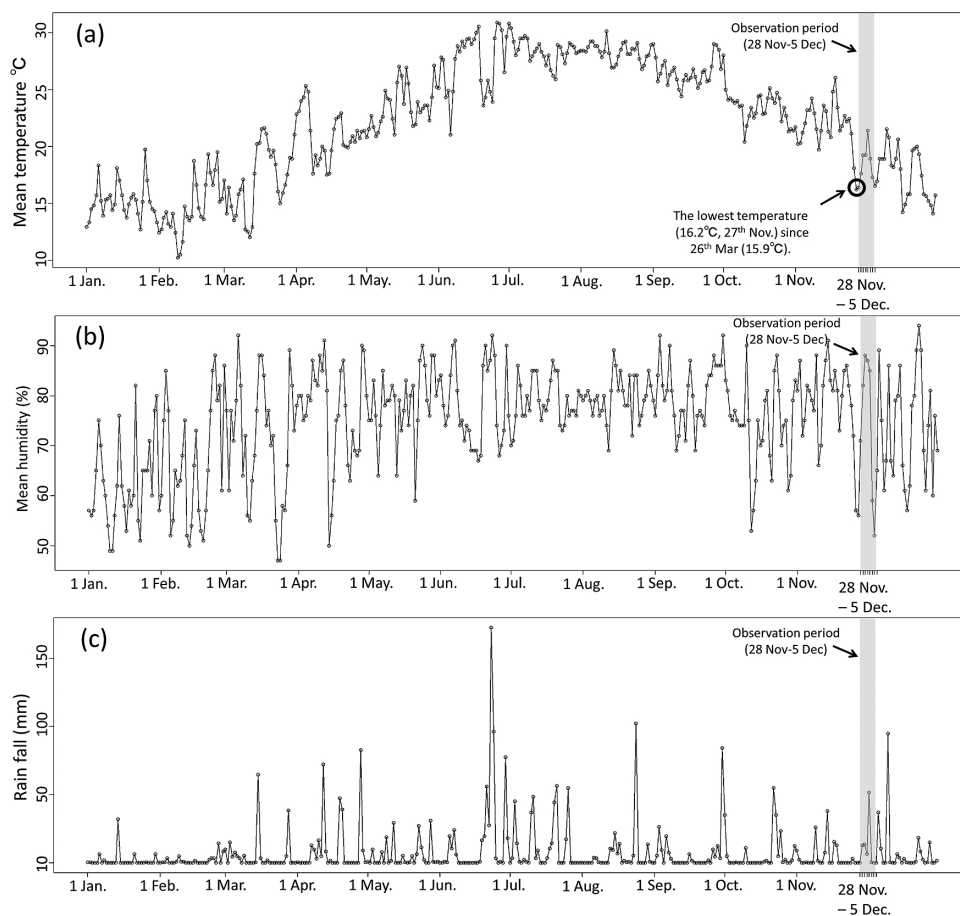 (a)
Observation period
(28 Nov-5 Dec)
30
25
20
15
10
Mean temperature ℃
The lowest temperature
(16.2℃, 27th Nov.) since
26th Mar (15.9℃).
1 Jan. 1 Feb. 1 Mar. 1 Apr. 1 May. 1 Jun. 1 Jul. 1 Aug. 1 Sep. 1 Oct. 1 Nov. 28 Nov.
– 5 Dec.
(b)
Observation period
(28 Nov-5 Dec)
90
80
70
60
50
Mean humidity (%)
1 Jan. 1 Feb. 1 Mar. 1 Apr. 1 May. 1 Jun. 1 Jul. 1 Aug. 1 Sep. 1 Oct. 1 Nov. 28 Nov.
– 5 Dec.
(c)
Observation period
(28 Nov-5 Dec)
150
100
50
10
Rain fall (mm)
1 Jan. 1 Feb. 1 Mar. 1 Apr. 1 May. 1 Jun. 1 Jul. 1 Aug. 1 Sep. 1 Oct. 1 Nov. 28 Nov.
– 5 Dec.